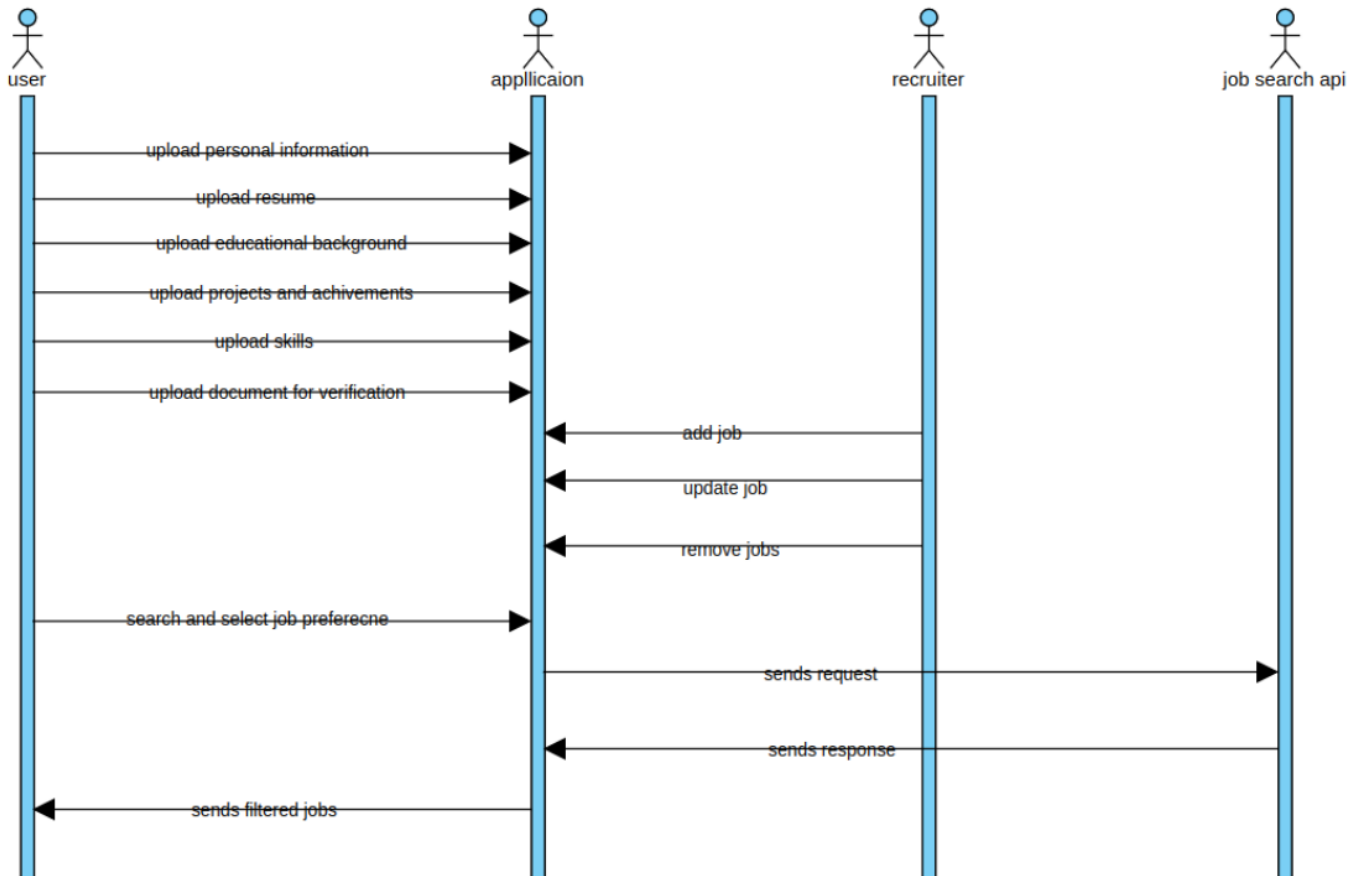 user
appllicaion
recruiter
job search api
upload personal information
upload resume
upload educational background
upload projects and achivements
upload skills
upload document for verification
add job
update job
remove jobs
search and select job preferecne
sends request
sends response
sends filtered jobs